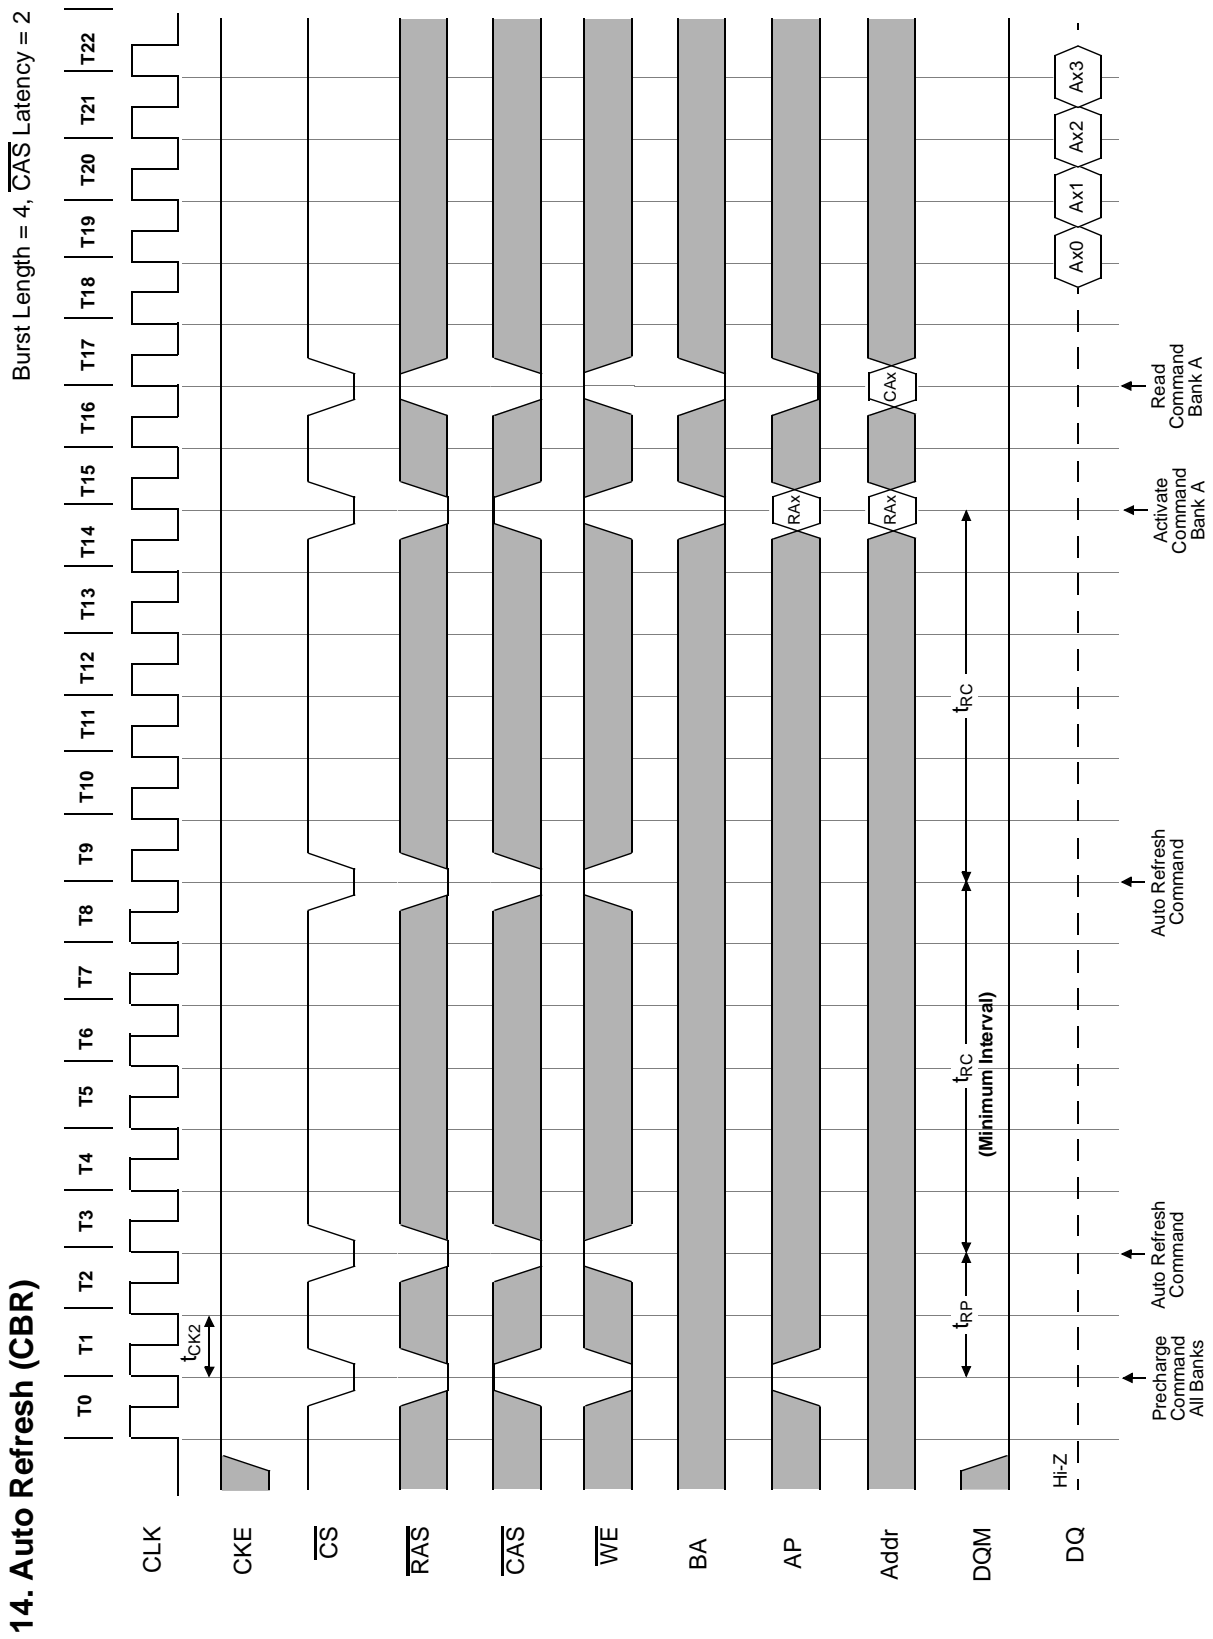 14. Auto Refresh (CBR)
Burst Length = 4, CAS Latency = 2
T0 T1 T2 T3 T4 T5 T6 T7 T8 T9 T10 T11 T12 T13 T14 T15 T16 T17 T18 T19 T20 T21 T22
CLK
tCK2
CKE
CS
RAS
CAS
WE
BA
AP
RAx
Addr
RAx CAx
DQM
tRP tRC tRC
(Minimum Interval)
DQ
Hi-Z
Ax0 Ax1 Ax2 Ax3
Precharge
Command
All Banks
Auto Refresh
Command
Auto Refresh
Command
Activate
Command
Bank A
Read
Command
Bank A